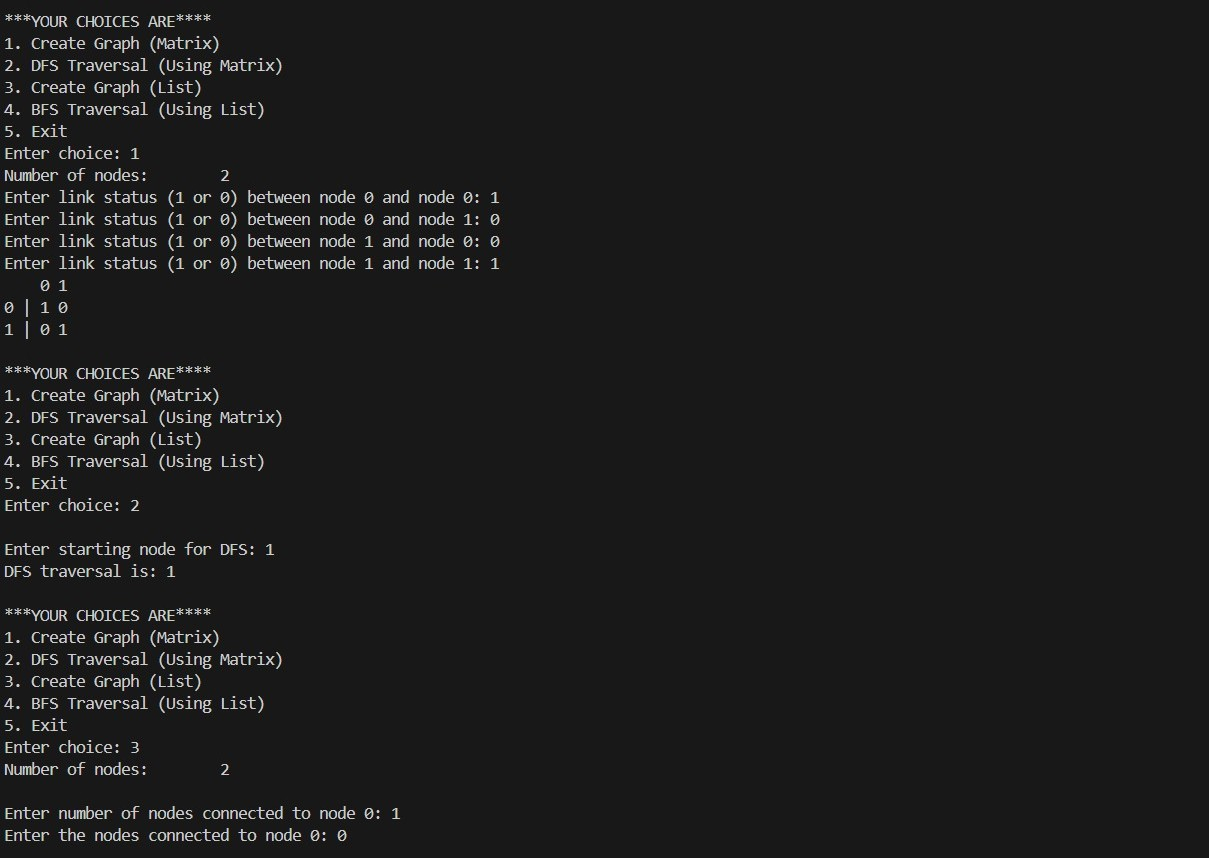 ***YOUR CHOICES ARE****
1. Create Graph (Matrix)
2. DFS Traversal (Using Matrix)
3. Create Graph (List)
4. BFS Traversal (Using List)
5. Exit
Enter choice: 1
Number of nodes:        2
Enter link status (1 or 0) between node 0 and node 0: 1
Enter link status (1 or 0) between node 0 and node 1: 0
Enter link status (1 or 0) between node 1 and node 0: 0
Enter link status (1 or 0) between node 1 and node 1: 1
    0 1
0 | 1 0
1 | 0 1

***YOUR CHOICES ARE****
1. Create Graph (Matrix)
2. DFS Traversal (Using Matrix)
3. Create Graph (List)
4. BFS Traversal (Using List)
5. Exit
Enter choice: 2

Enter starting node for DFS: 1
DFS traversal is: 1

***YOUR CHOICES ARE****
1. Create Graph (Matrix)
2. DFS Traversal (Using Matrix)
3. Create Graph (List)
4. BFS Traversal (Using List)
5. Exit
Enter choice: 3
Number of nodes:        2

Enter number of nodes connected to node 0: 1
Enter the nodes connected to node 0: 0